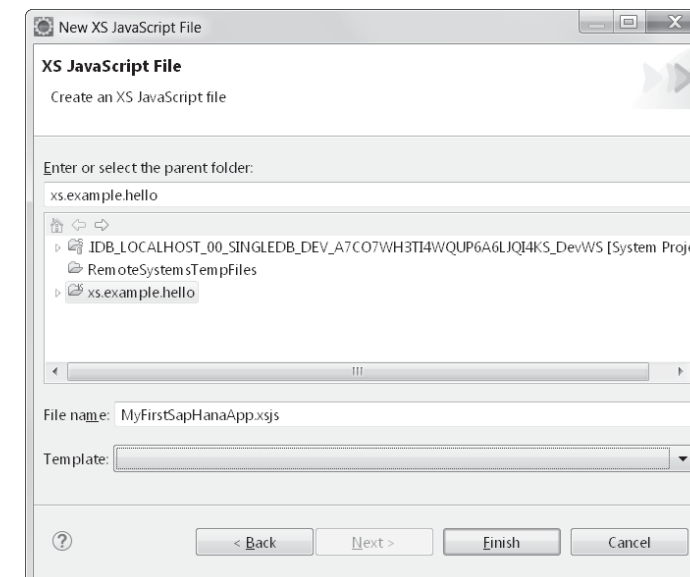 New XS JavaScript File
XS JavaScript File
Create an XS JavaScript file
Enter or select the parent folder:
xs.example.hello
IDB_LOCALHOST_00_SINGLEDB_DEV_A7CO7WH3TI4WQUP6A6LJQI4KS_DevWS [System Proje
RemoteSystemsTempFiles
xs.example.hello
File name: MyFirstSapHanaApp.xsjs
Template:
< Back Next > Finish Cancel